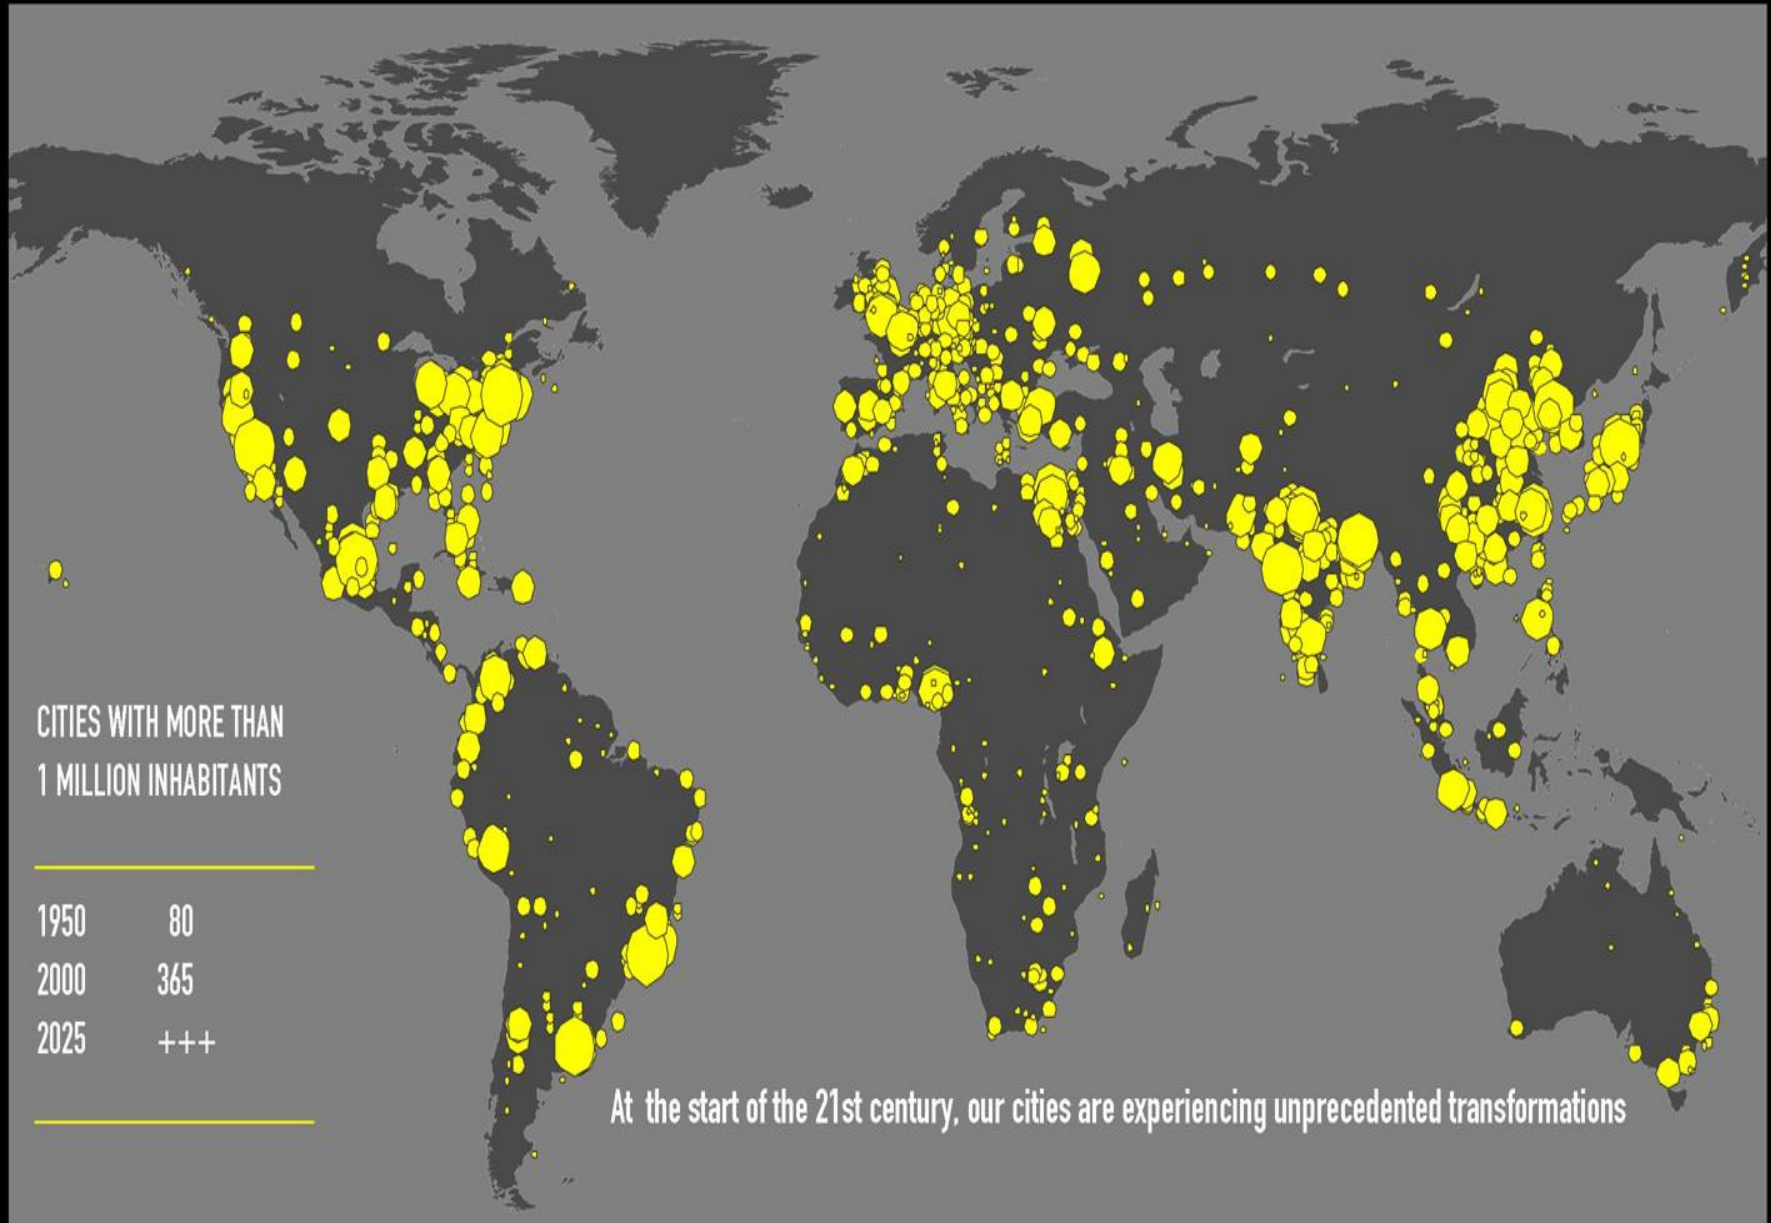 CITIES WITH MORE THAN
1 MILLION INHABITANTS
1950 80
2000 365
2025 +++
At the start of the 21st century, our cities are experiencing unprecedented transformations